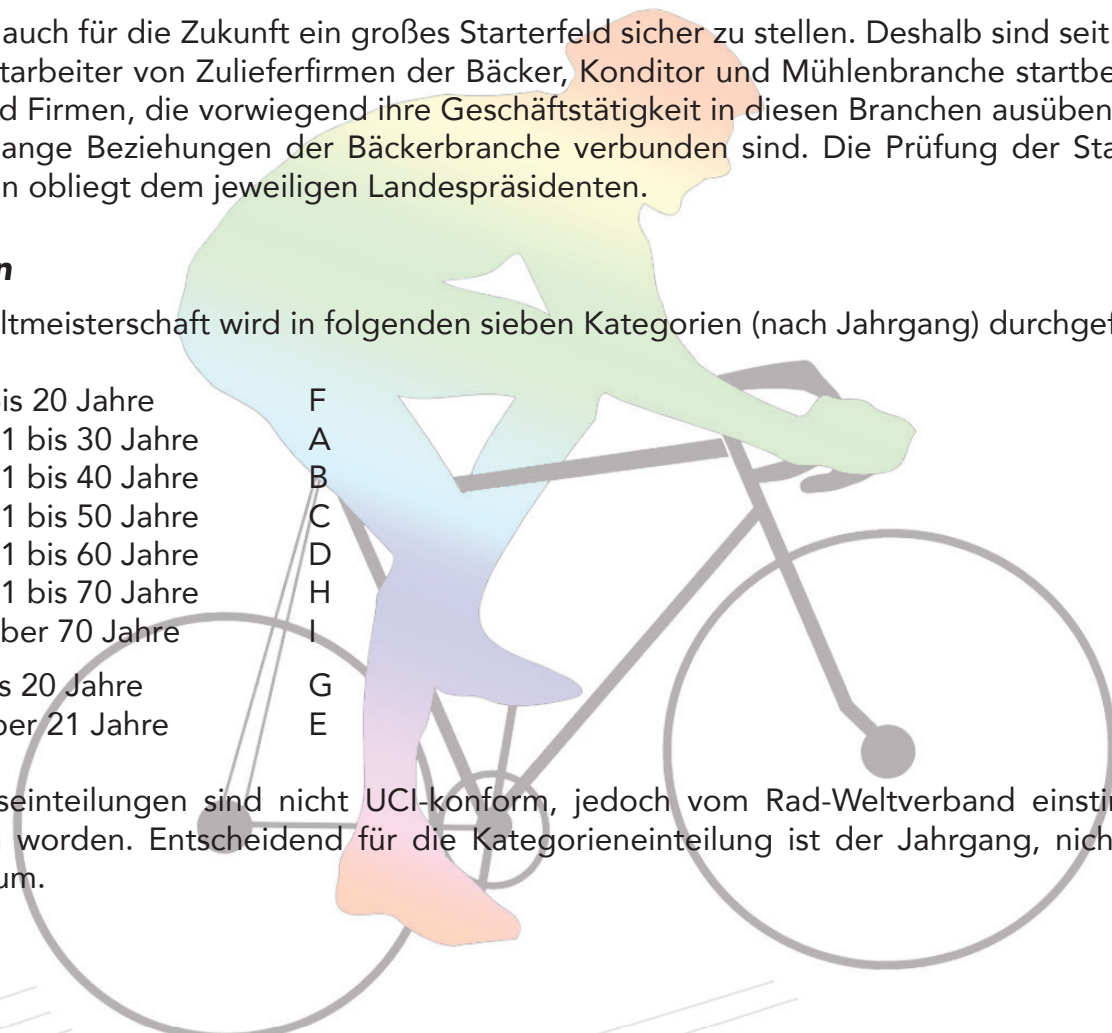 auch für die Zukunft ein großes Starterfeld sicher zu stellen. Deshalb sind seit
tarbeiter von Zulieferfirmen der Bäcker, Konditor und Mühlenbranche startbe
d Firmen, die vorwiegend ihre Geschäftstätigkeit in diesen Branchen ausüben
ange Beziehungen der Bäckerbranche verbunden sind. Die Prüfung der Sta
n obliegt dem jeweiligen Landespräsidenten.
n
ltmeisterschaft wird in folgenden sieben Kategorien (nach Jahrgang) durchgef
is 20 Jahre F
1 bis 30 Jahre A
1 bis 40 Jahre B
1 bis 50 Jahre C
1 bis 60 Jahre D
1 bis 70 Jahre H
ber 70 Jahre I
s 20 Jahre G
ber 21 Jahre E
seinteilungen sind nicht UCI-konform, jedoch vom Rad-Weltverband einsti
worden. Entscheidend für die Kategorieneinteilung ist der Jahrgang, nich
um.